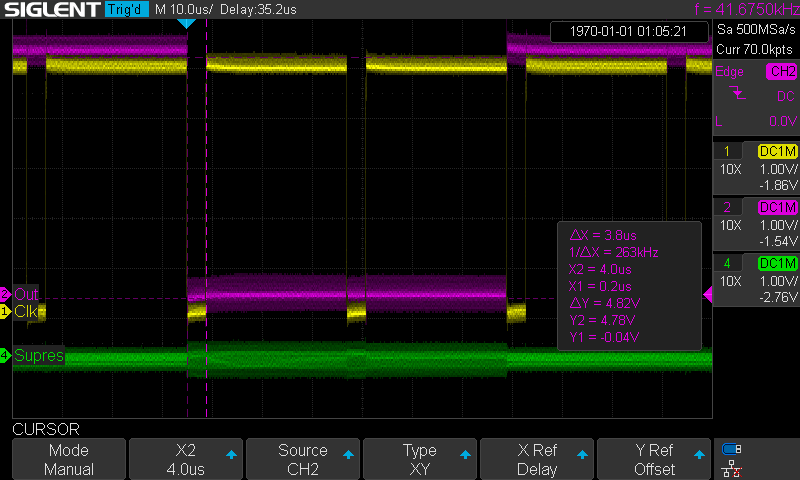 SIGLENT Trig'd M 10.0us/ Delay:35.2us f = 41.6750kHz
1970-01-01 01:05:21
Sa 500MSa/s
Curr 70.0kpts
Edge CH2
DC
L 0.0V
1 DC1M
10X 1.00V/
-1.86V
2 DC1M
10X 1.00V/
-1.54V
4 DC1M
10X 1.00V/
-2.76V
△X = 3.8us
1/△X = 263kHz
X2 = 4.0us
X1 = 0.2us
△Y = 4.82V
Y2 = 4.78V
Y1 = -0.04V
2 Out
1 Clk
4 Supres
CURSOR
Mode
Manual
X2
4.0us
Source
CH2
Type
XY
X Ref
Delay
Y Ref
Offset